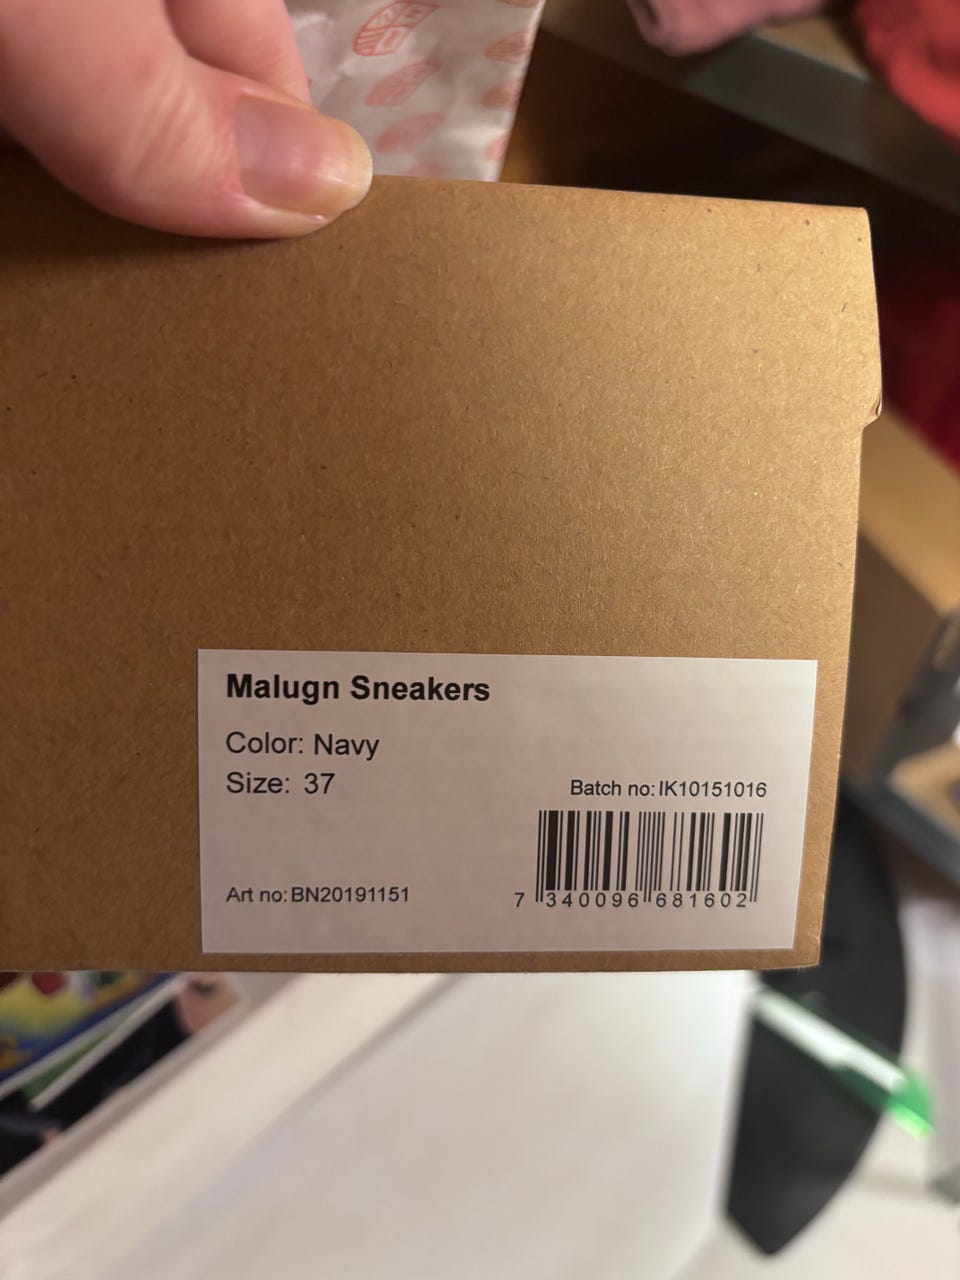 Malugn Sneakers
Color: Navy
Size: 37
Batch no: IK10151016
Art no: BN20191151
7 340096 681602